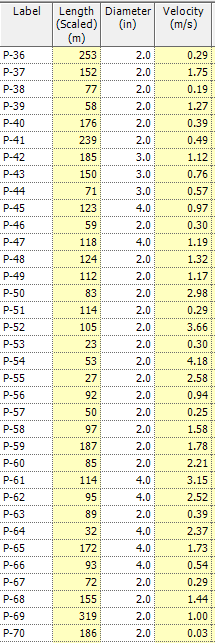 Label Length (Scaled) (m) Diameter (in) Velocity (m/s)
P-36 253 2.0 0.29
P-37 152 2.0 1.75
P-38 77 2.0 0.19
P-39 58 2.0 1.27
P-40 176 2.0 0.39
P-41 239 2.0 0.49
P-42 185 3.0 1.12
P-43 150 3.0 0.76
P-44 71 3.0 0.57
P-45 123 4.0 0.97
P-46 59 2.0 0.30
P-47 118 4.0 1.19
P-48 124 2.0 1.32
P-49 112 2.0 1.17
P-50 83 2.0 2.98
P-51 114 2.0 0.29
P-52 105 2.0 3.66
P-53 23 2.0 0.30
P-54 53 2.0 4.18
P-55 27 2.0 2.58
P-56 92 2.0 0.94
P-57 50 2.0 0.25
P-58 97 2.0 1.58
P-59 187 2.0 1.78
P-60 85 2.0 2.21
P-61 114 4.0 3.15
P-62 95 4.0 2.52
P-63 89 2.0 0.39
P-64 32 4.0 2.37
P-65 172 4.0 1.73
P-66 93 4.0 0.54
P-67 72 2.0 0.29
P-68 155 2.0 1.44
P-69 319 2.0 1.00
P-70 186 2.0 0.03